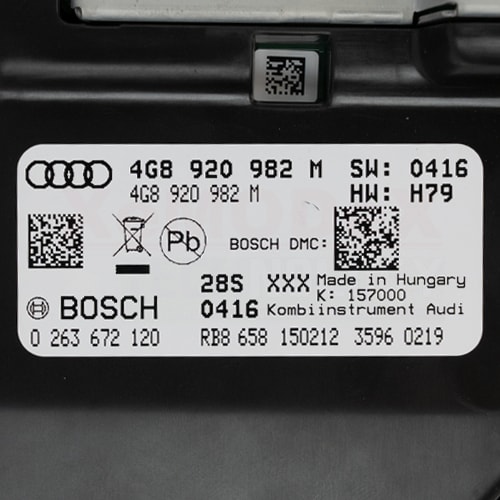 4G8 920 982 M SW: 0416
4G8 920 982 M HW: H79
Pb BOSCH DMC:
28S XXX Made in Hungary
K: 157000
BOSCH 0416 Kombiinstrument Audi
0 263 672 120 RB8 658 150212 3596 0219